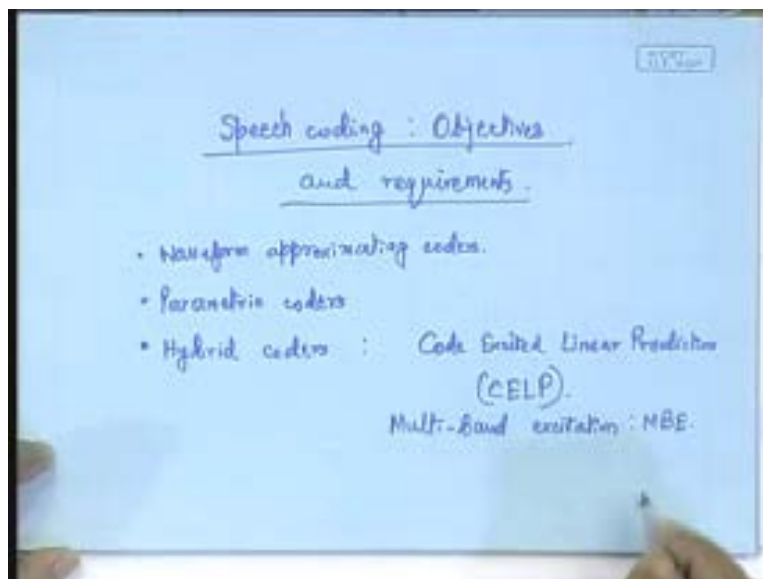 Speech coding : Objectives
and requirements.
• Waveform approximating coders.
• Parametric coders
• Hybrid coders : Code Excited Linear Prediction
(CELP).
Multi-Band excitation : MBE.